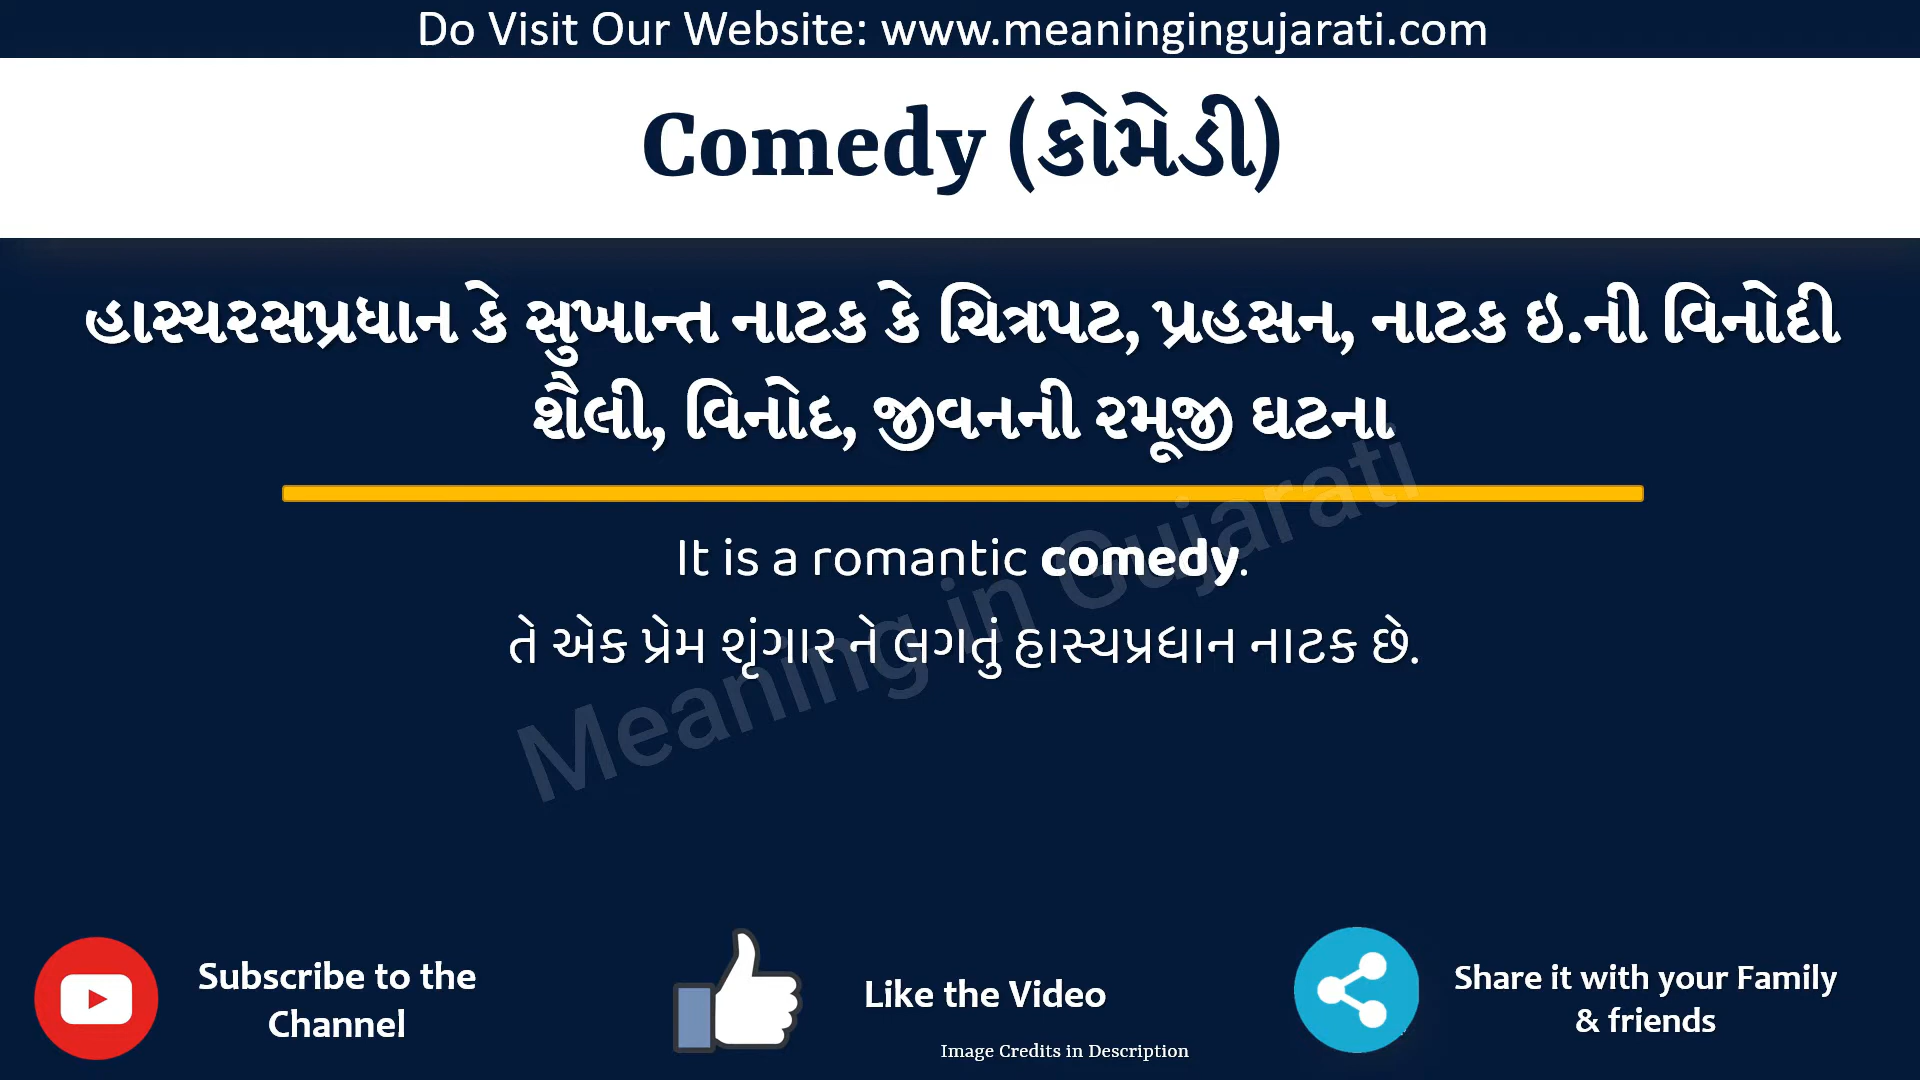 Do Visit Our Website: www.meaningingujarati.com
Comedy (કોમેડી)
હાસ્યરસપ્રધાન કે સુખાન્ત નાટક કે ચિત્રપટ, પ્રહસન, નાટક ઇ.ની વિનોદી
શૈલી, વિનોદ, જીવનની રમૂજી ઘટના
It is a romantic comedy.
તે એક પ્રેમ શૃંગાર ને લગતું હાસ્યપ્રધાન નાટક છે.
Meaning in Gujarati
Subscribe to the
Channel
Like the Video
Share it with your Family
& friends
Image Credits in Description